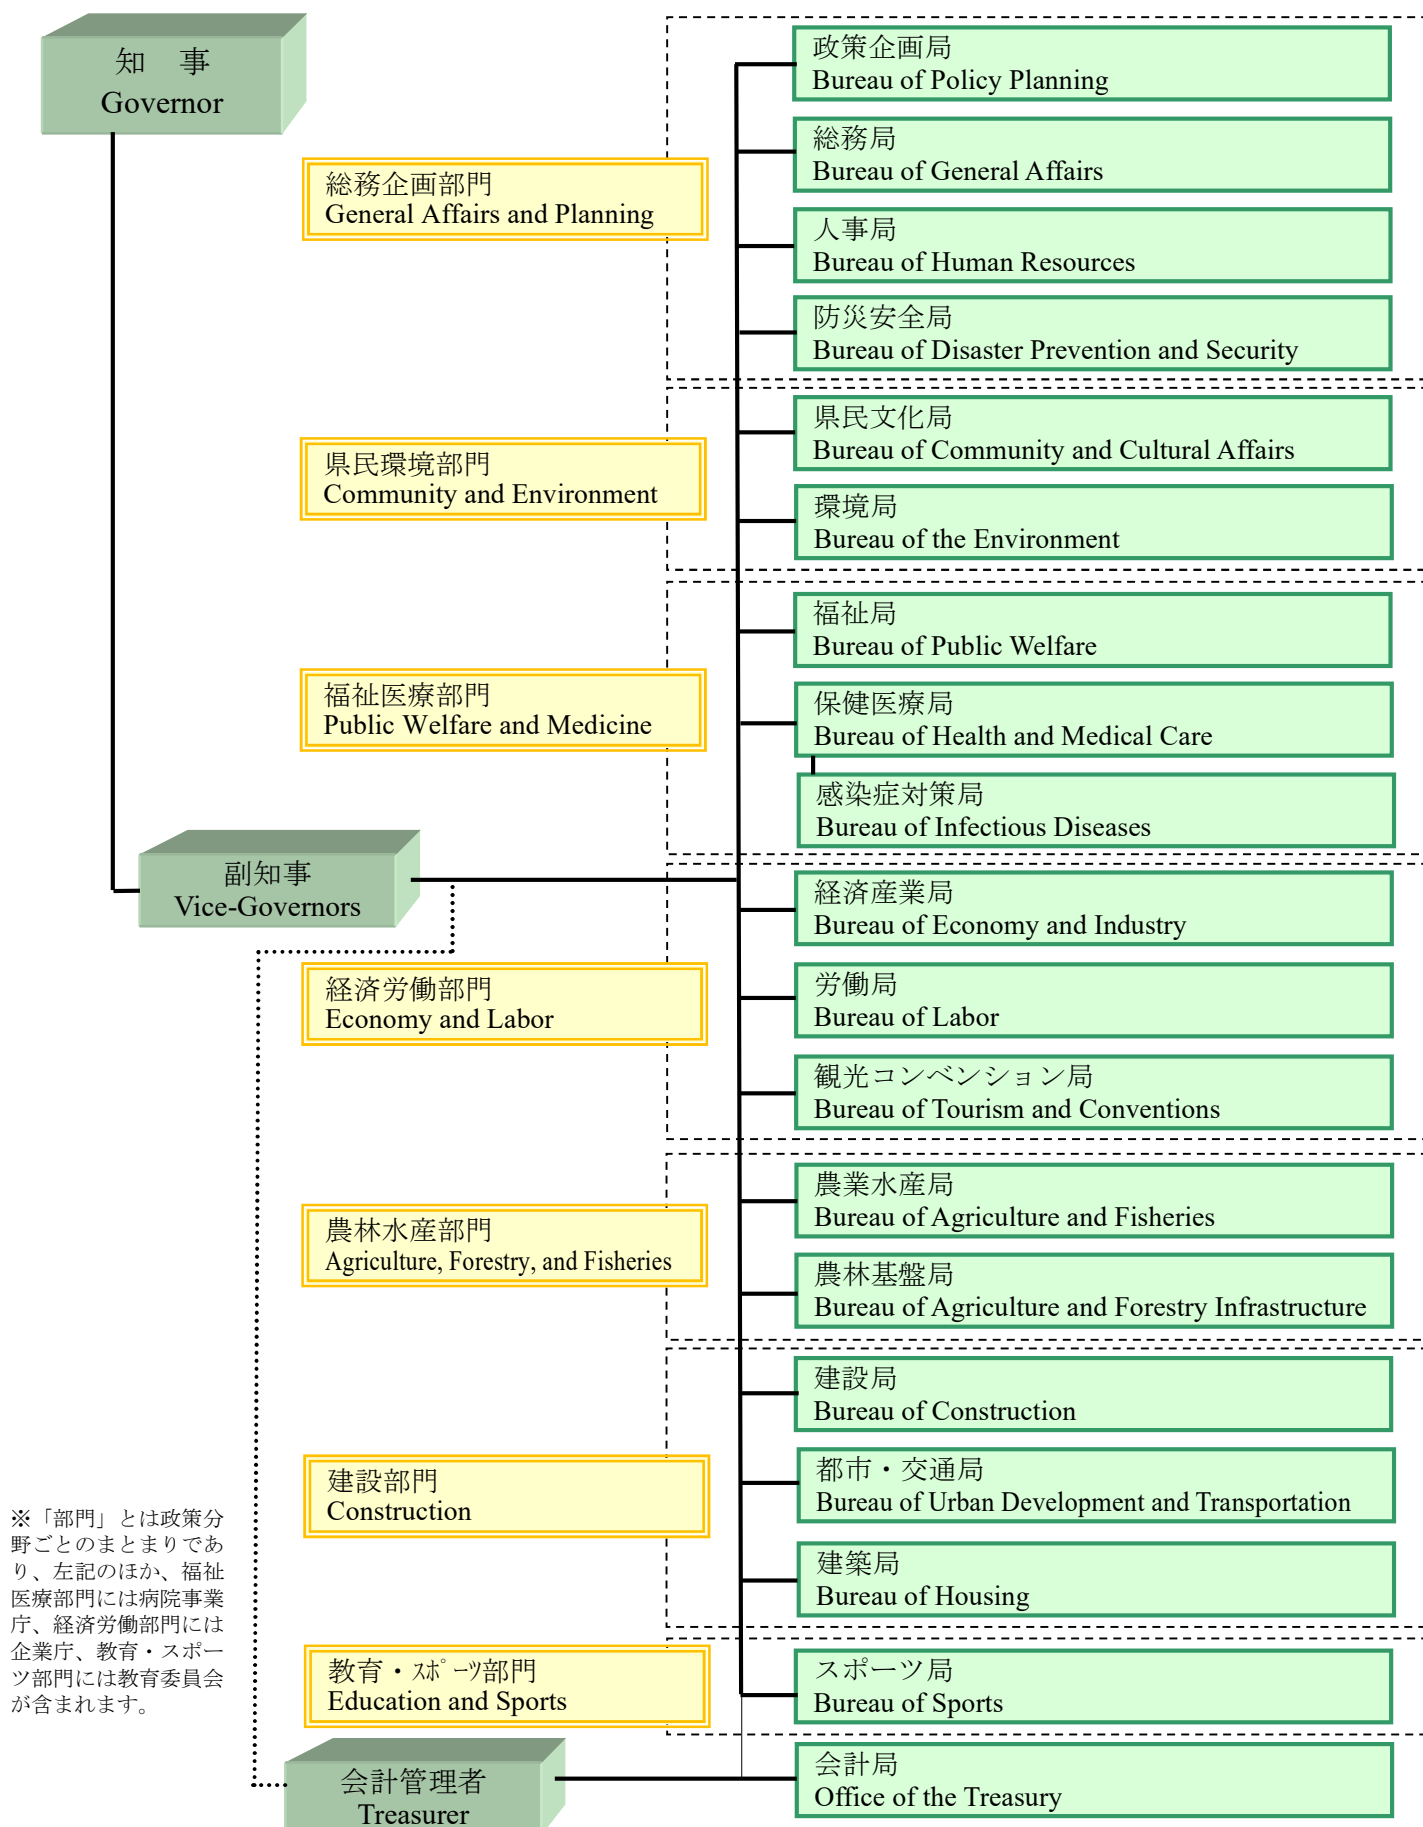 知　事
Governor
政策企画局
Bureau of Policy Planning
総務局
Bureau of General Affairs
総務企画部門
General Affairs and Planning
人事局
Bureau of Human Resources
防災安全局
Bureau of Disaster Prevention and Security
県民文化局
Bureau of Community and Cultural Affairs
県民環境部門
Community and Environment
環境局
Bureau of the Environment
福祉局
Bureau of Public Welfare
福祉医療部門
Public Welfare and Medicine
保健医療局
Bureau of Health and Medical Care
感染症対策局
Bureau of Infectious Diseases
副知事
Vice-Governors
経済産業局
Bureau of Economy and Industry
経済労働部門
Economy and Labor
労働局
Bureau of Labor
観光コンベンション局
Bureau of Tourism and Conventions
農業水産局
Bureau of Agriculture and Fisheries
農林水産部門
Agriculture, Forestry, and Fisheries
農林基盤局
Bureau of Agriculture and Forestry Infrastructure
建設局
Bureau of Construction
建設部門
Construction
都市・交通局
Bureau of Urban Development and Transportation
建築局
Bureau of Housing
※「部門」とは政策分
野ごとのまとまりであ
り、左記のほか、福祉
医療部門には病院事業
庁、経済労働部門には
企業庁、教育・スポー
ツ部門には教育委員会
が含まれます。
教育・ｽﾎﾟｰﾂ部門
Education and Sports
スポーツ局
Bureau of Sports
会計管理者
Treasurer
会計局
Office of the Treasury